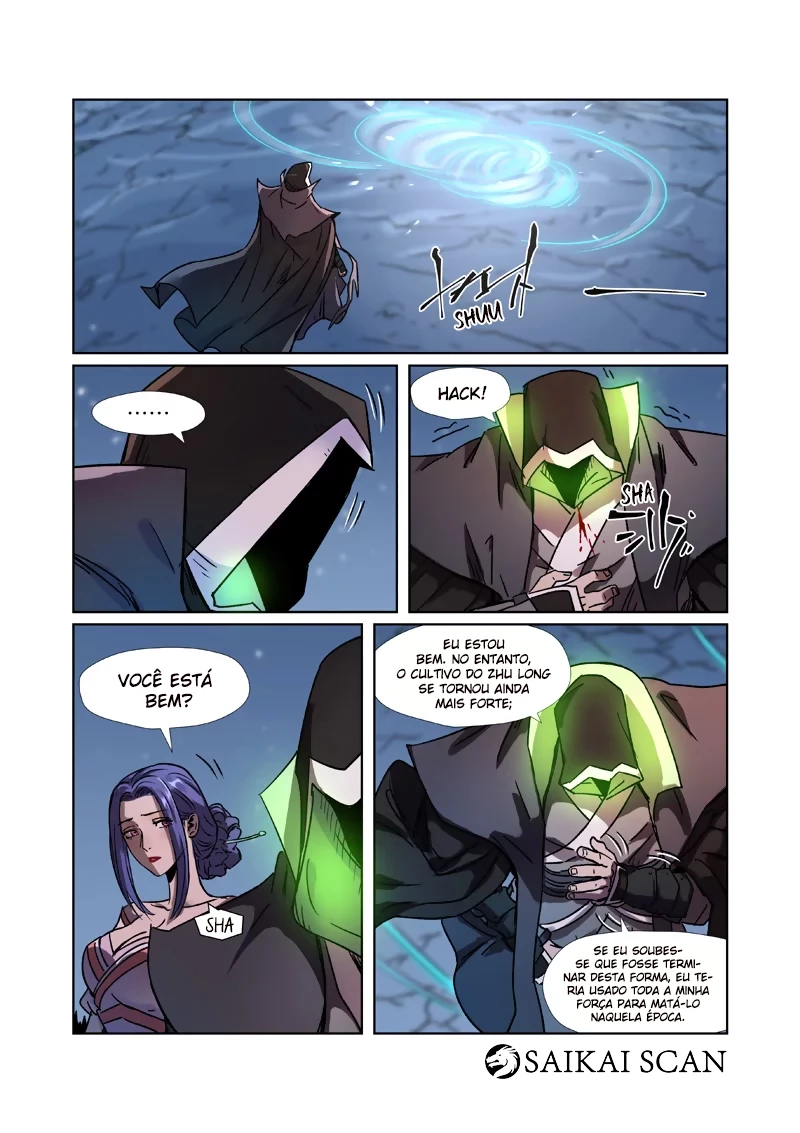 SHUU
......
HACK!
SHA
VOCÊ ESTÁ
BEM?
SHA
EU ESTOU
BEM. NO ENTANTO,
O CULTIVO DO ZHU LONG
SE TORNOU AINDA
MAIS FORTE;
SE EU SOUBES-
SE QUE FOSSE TERMI-
NAR DESTA FORMA, EU TE-
RIA USADO TODA A MINHA
FORÇA PARA MATÁ-LO
NAQUELA ÉPOCA.
SAIKAI SCAN